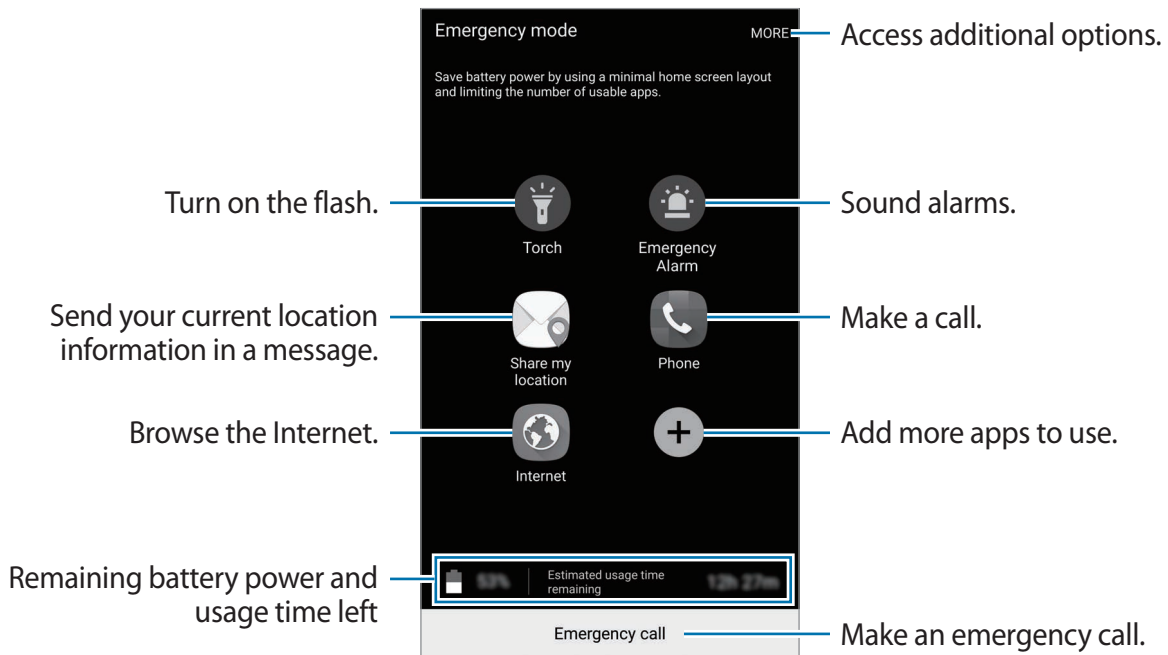 Emergency mode
MORE
Access additional options.
Save battery power by using a minimal home screen layout
and limiting the number of usable apps.
Turn on the flash.
Torch
Emergency
Alarm
Sound alarms.
Send your current location
information in a message.
Share my
location
Phone
Make a call.
Browse the Internet.
Internet
Add more apps to use.
Remaining battery power and
usage time left
53%
Estimated usage time
remaining
12h 27m
Emergency call
Make an emergency call.